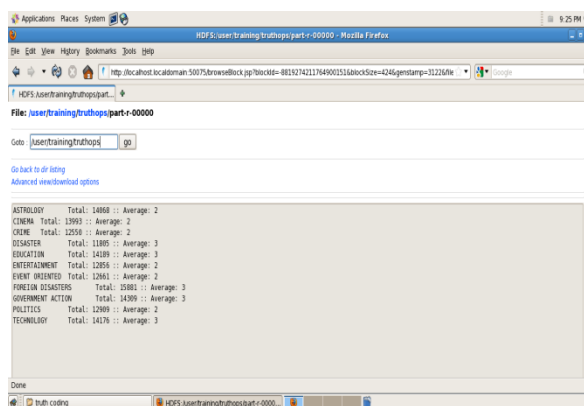 Applications Places System 9:25 PM
HDFS:/user/training/truthops/part-r-00000 - Mozilla Firefox
File Edit View History Bookmarks Tools Help
http://localhost.localdomain:50075/browseBlock.jsp?blockId=-8819274211764900151&blockSize=424&genstamp=3122&file Google
HDFS:/user/training/truthops/part...
File: /user/training/truthops/part-r-00000
Goto : /user/training/truthops go
Go back to dir listing
Advanced view/download options
ASTROLOGY Total: 14068 :: Average: 2
CINEMA Total: 13993 :: Average: 2
CRIME Total: 12550 :: Average: 2
DISASTER Total: 11805 :: Average: 3
EDUCATION Total: 14189 :: Average: 3
ENTERTAINMENT Total: 12856 :: Average: 2
EVENT ORIENTED Total: 12661 :: Average: 2
FOREIGN DISASTERS Total: 15881 :: Average: 3
GOVERNMENT ACTION Total: 14309 :: Average: 3
POLITICS Total: 12909 :: Average: 2
TECHNOLOGY Total: 14176 :: Average: 3
Done
truth coding HDFS:/user/training/truthops/part-r-0000...